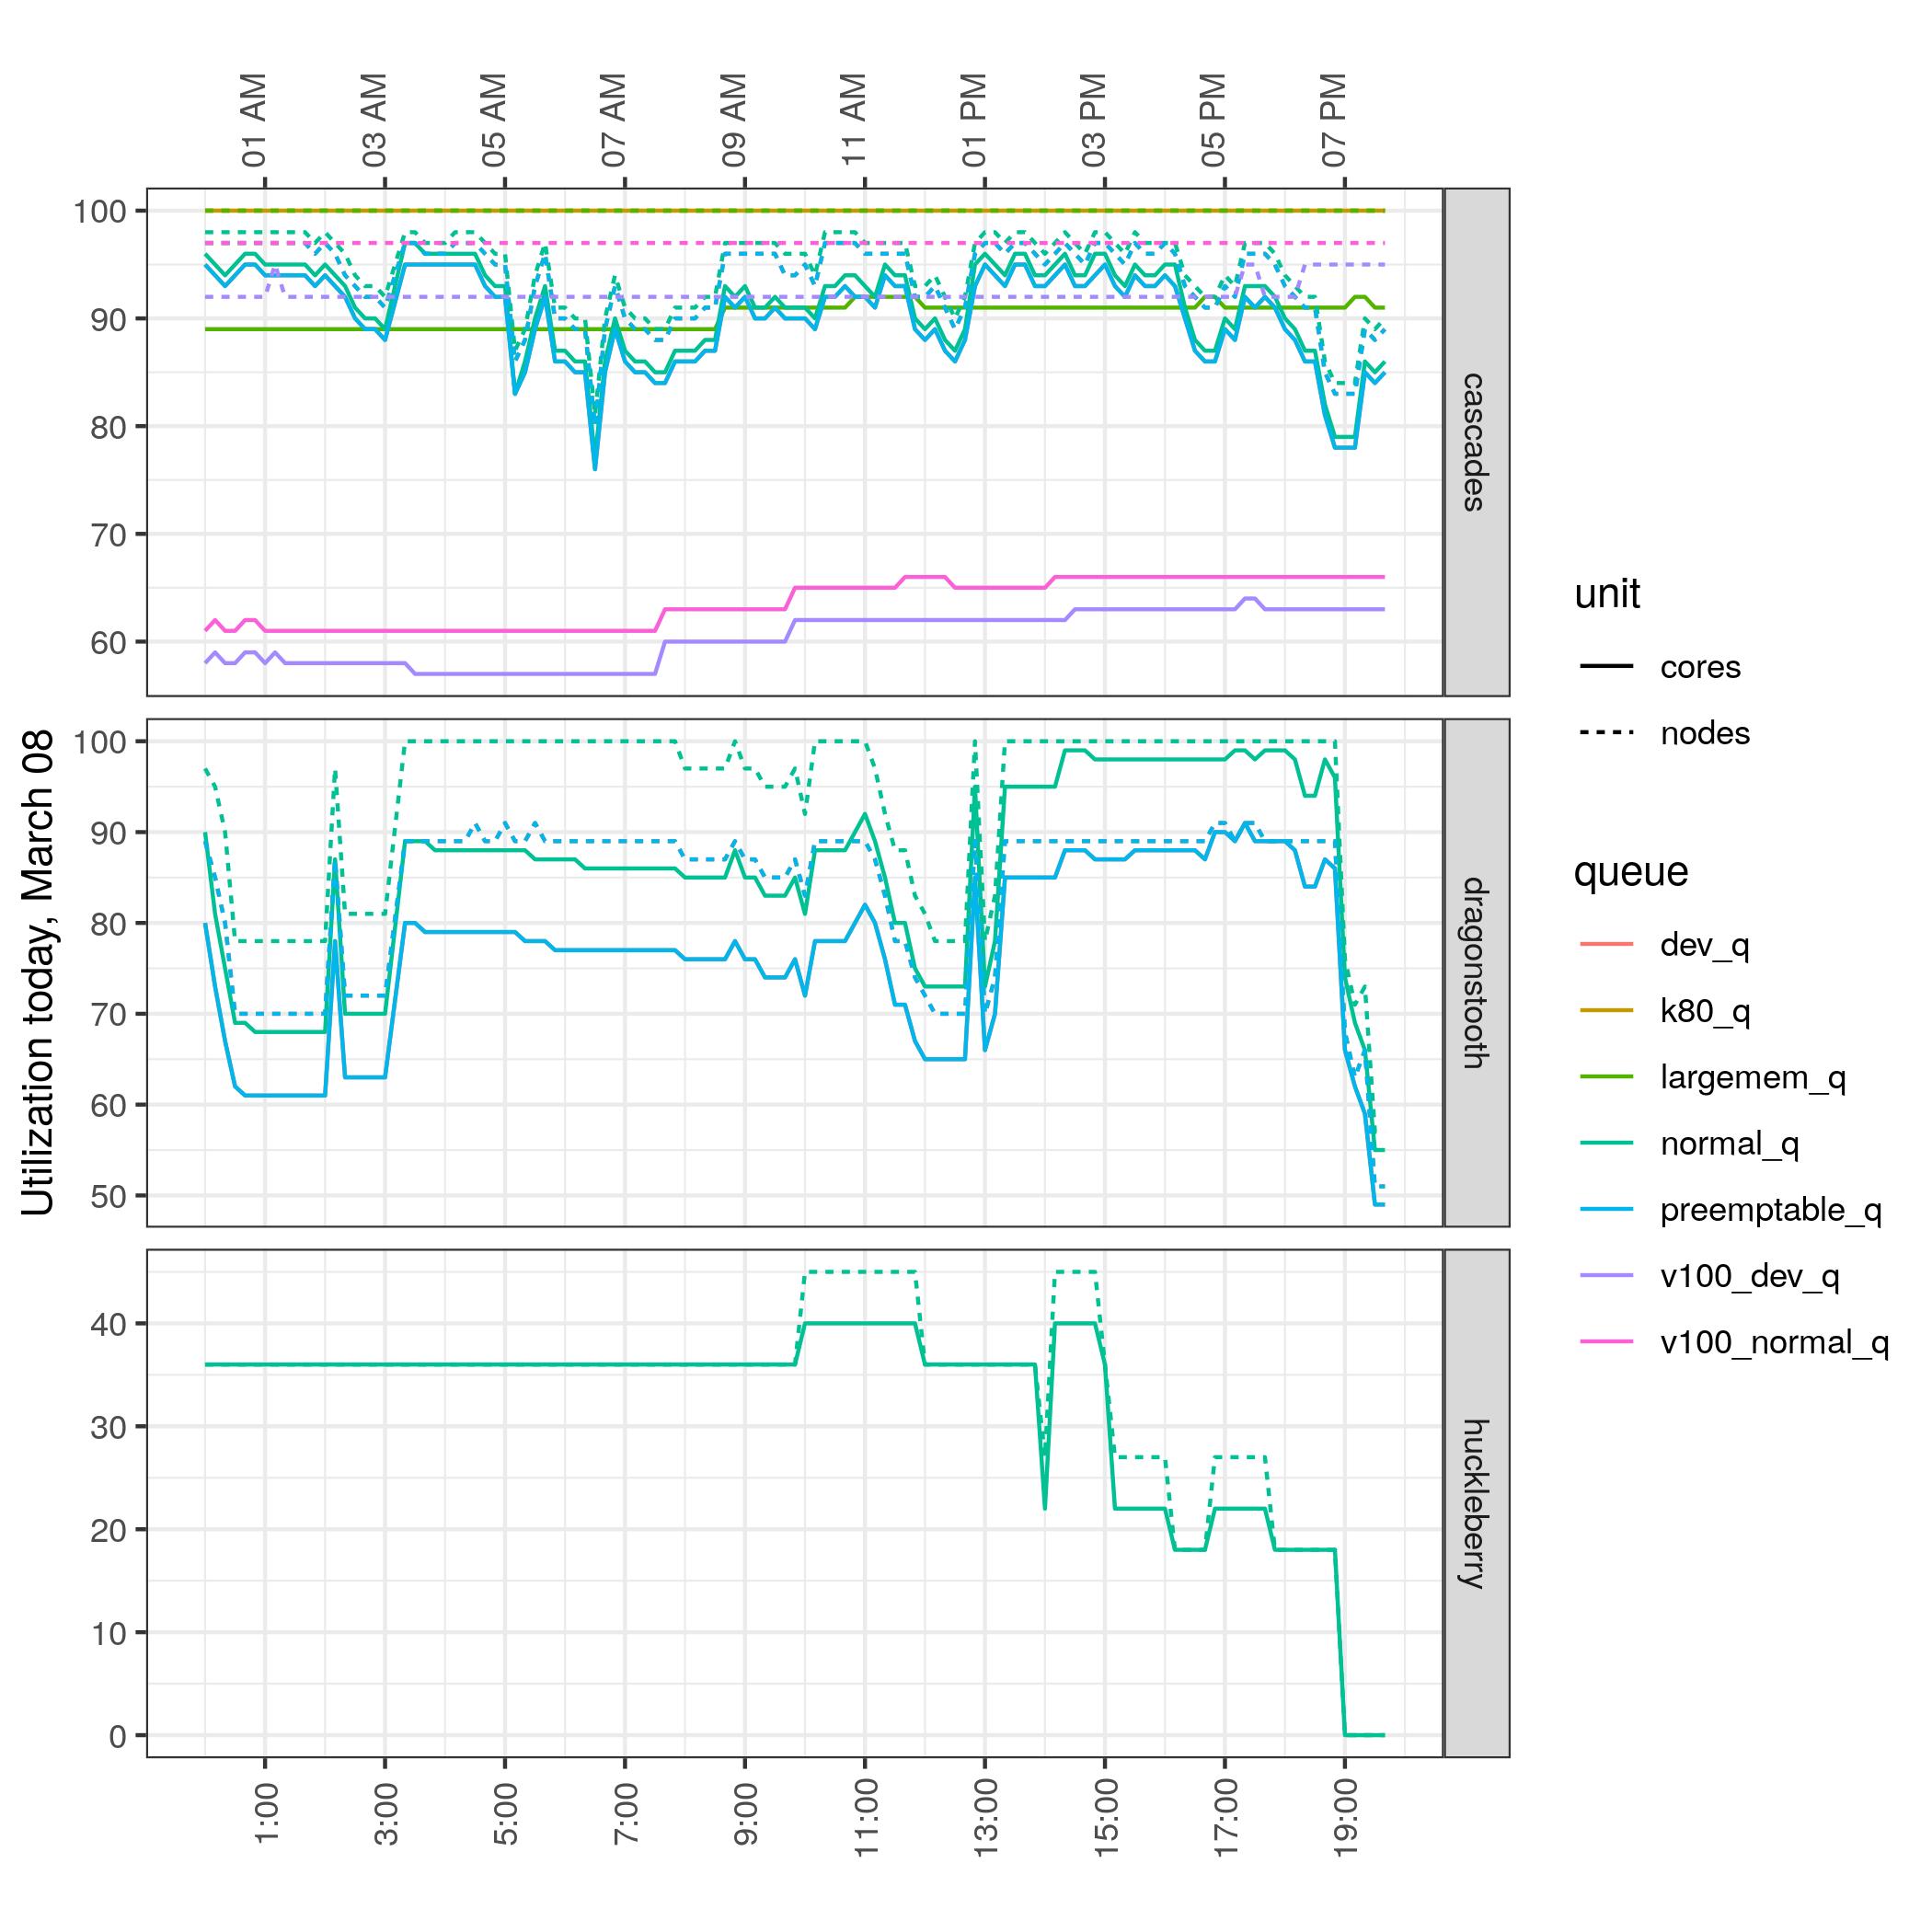 01 AM
03 AM
05 AM
07 AM
09 AM
11 AM
01 PM
03 PM
05 PM
07 PM
Utilization today, March 08
100
90
80
70
60
cascades
100
90
80
70
60
50
dragonstooth
40
30
20
10
0
huckleberry
1:00
3:00
5:00
7:00
9:00
11:00
13:00
15:00
17:00
19:00
unit
cores
nodes
queue
dev_q
k80_q
largemem_q
normal_q
preemptable_q
v100_dev_q
v100_normal_q